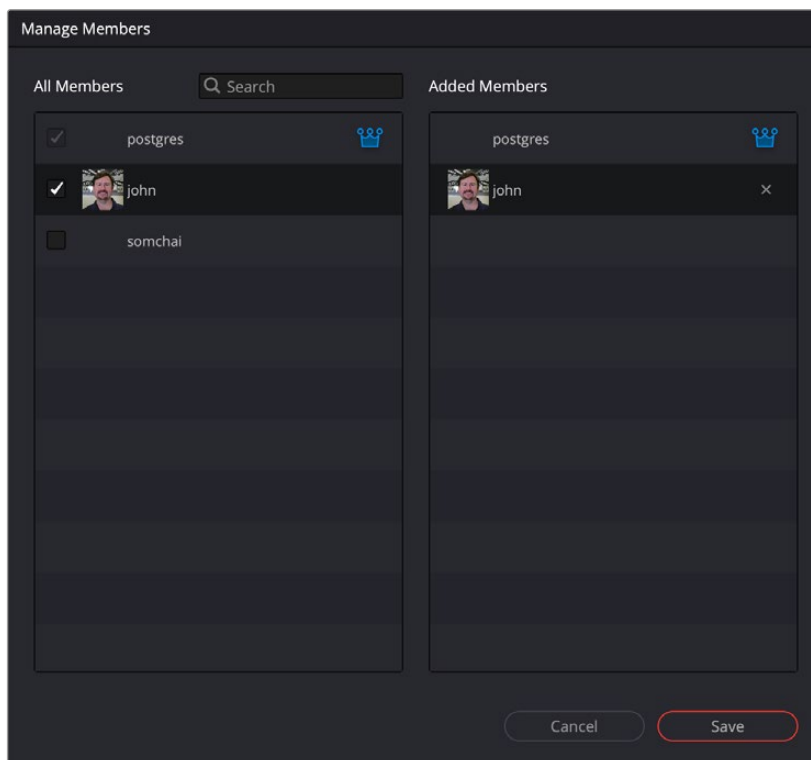 Manage Members
All Members
Search
Added Members
postgres
john
somchai
postgres
john
Cancel
Save